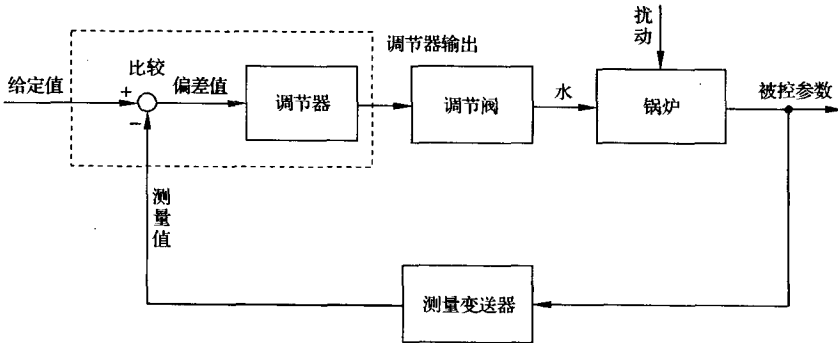 扰动
调节器输出
比较
给定值
+
偏差值
调节器
调节阀
水
锅炉
被控参数
−
测量值
测量变送器